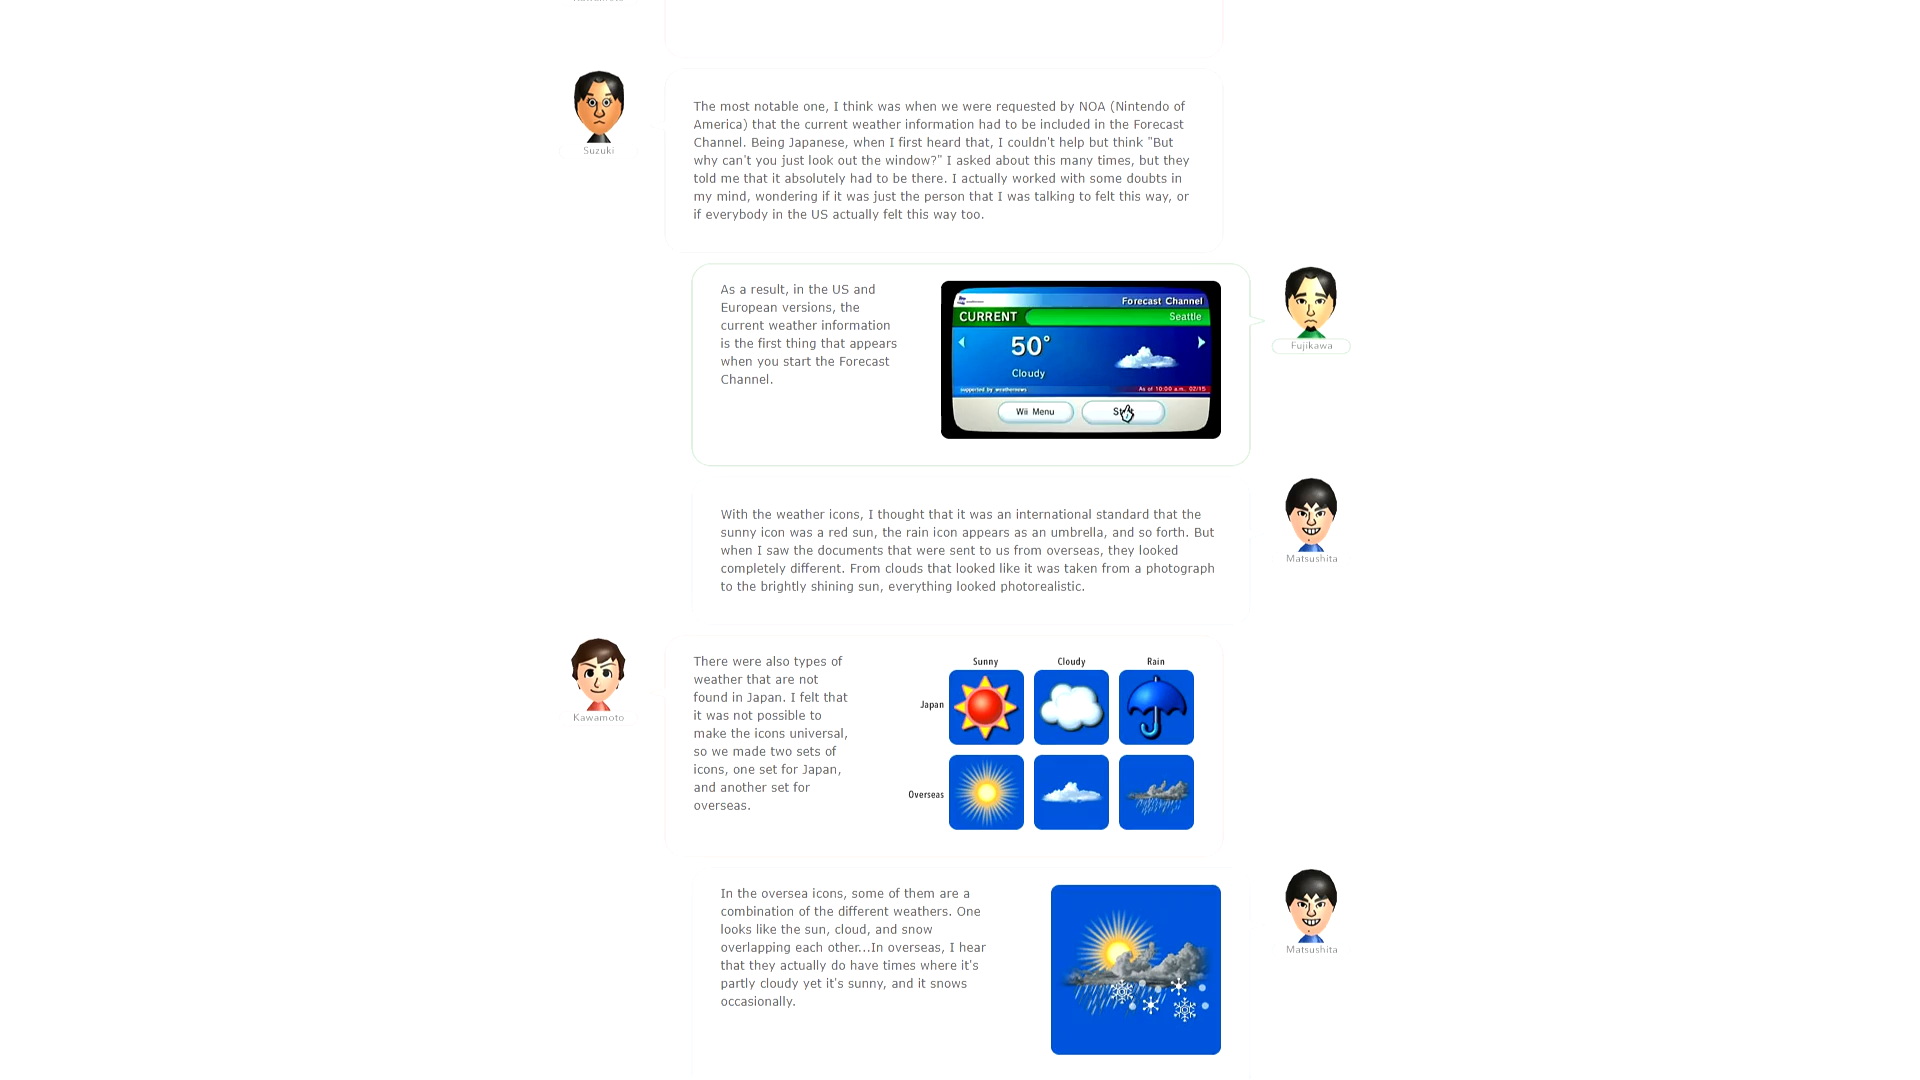 The most notable one, I think was when we were requested by NOA (Nintendo of
America) that the current weather information had to be included in the Forecast
Channel. Being Japanese, when I first heard that, I couldn't help but think "But
why can't you just look out the window?" I asked about this many times, but they
told me that it absolutely had to be there. I actually worked with some doubts in
my mind, wondering if it was just the person that I was talking to felt this way, or
if everybody in the US actually felt this way too.
Suzuki
As a result, in the US and
European versions, the
current weather information
is the first thing that appears
when you start the Forecast
Channel.
Forecast Channel
CURRENT
Seattle
50°
Cloudy
supported by weathernews
As of 10:00 a.m. 02/15
Wii Menu
Fujikawa
With the weather icons, I thought that it was an international standard that the
sunny icon was a red sun, the rain icon appears as an umbrella, and so forth. But
when I saw the documents that were sent to us from overseas, they looked
completely different. From clouds that looked like it was taken from a photograph
to the brightly shining sun, everything looked photorealistic.
Matsushita
There were also types of
weather that are not
found in Japan. I felt that
it was not possible to
make the icons universal,
so we made two sets of
icons, one set for Japan,
and another set for
overseas.
Kawamoto
Sunny Cloudy Rain
Japan
Overseas
In the oversea icons, some of them are a
combination of the different weathers. One
looks like the sun, cloud, and snow
overlapping each other...In overseas, I hear
that they actually do have times where it's
partly cloudy yet it's sunny, and it snows
occasionally.
Matsushita